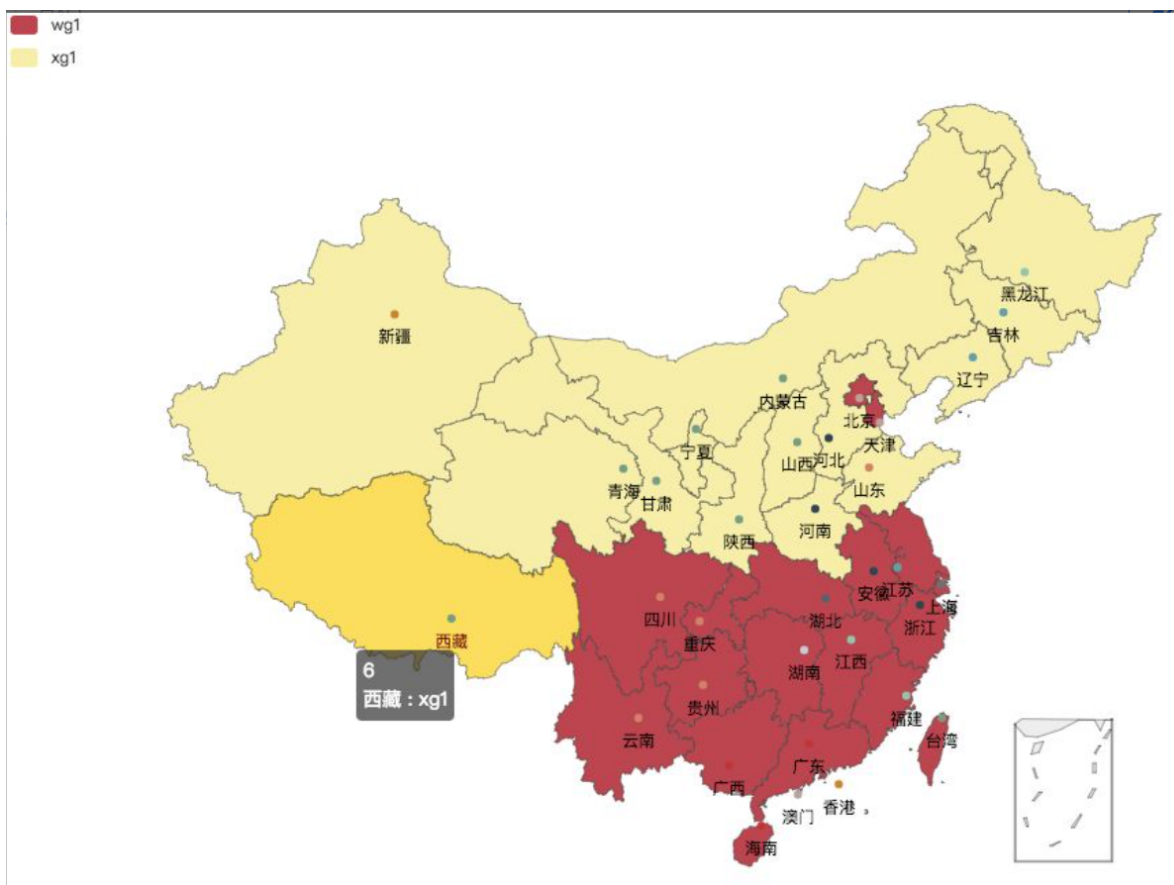 wg1
xg1
黑龙江
新疆
吉林
辽宁
内蒙古
北京
天津
宁夏
山西
河北
山东
青海
甘肃
河南
陕西
安徽
江苏
上海
四川
湖北
浙江
西藏
重庆
江西
湖南
6
西藏：xg1
贵州
福建
云南
台湾
广东
广西
香港
澳门
海南